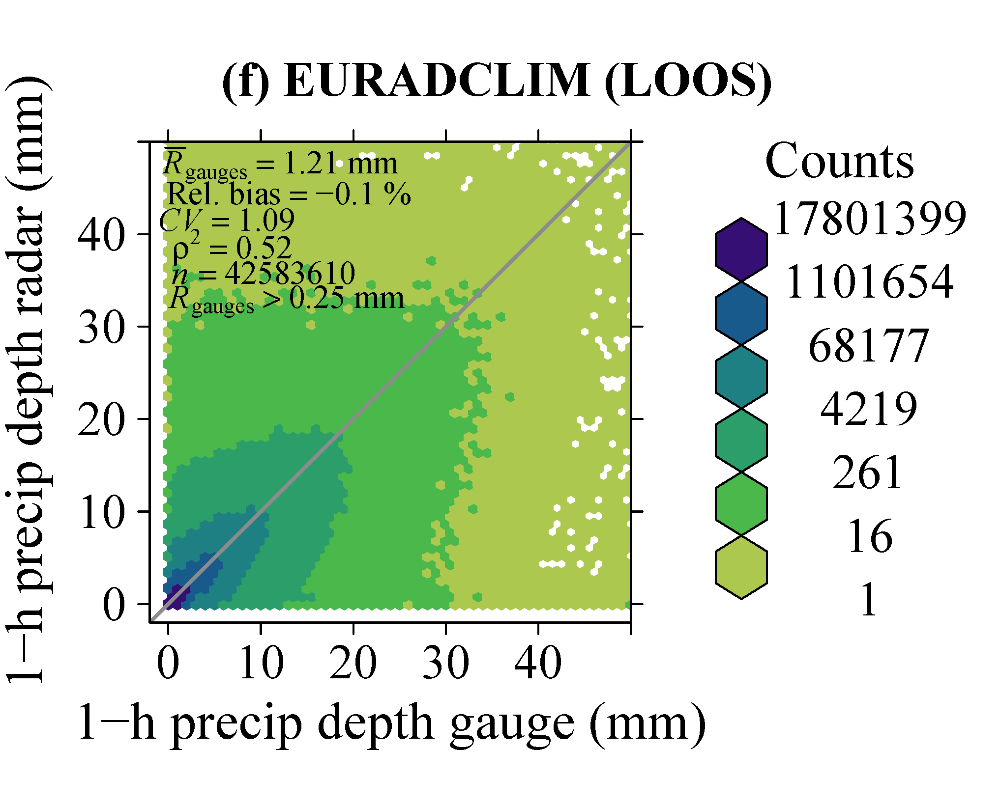 (f) EURADCLIM (LOOS)
R̅gauges = 1.21 mm
Rel. bias = −0.1 %
CV = 1.09
ρ² = 0.52
n = 42583610
Rgauges > 0.25 mm
1−h precip depth radar (mm)
40
30
20
10
0
0 10 20 30 40
1−h precip depth gauge (mm)
Counts
17801399
1101654
68177
4219
261
16
1